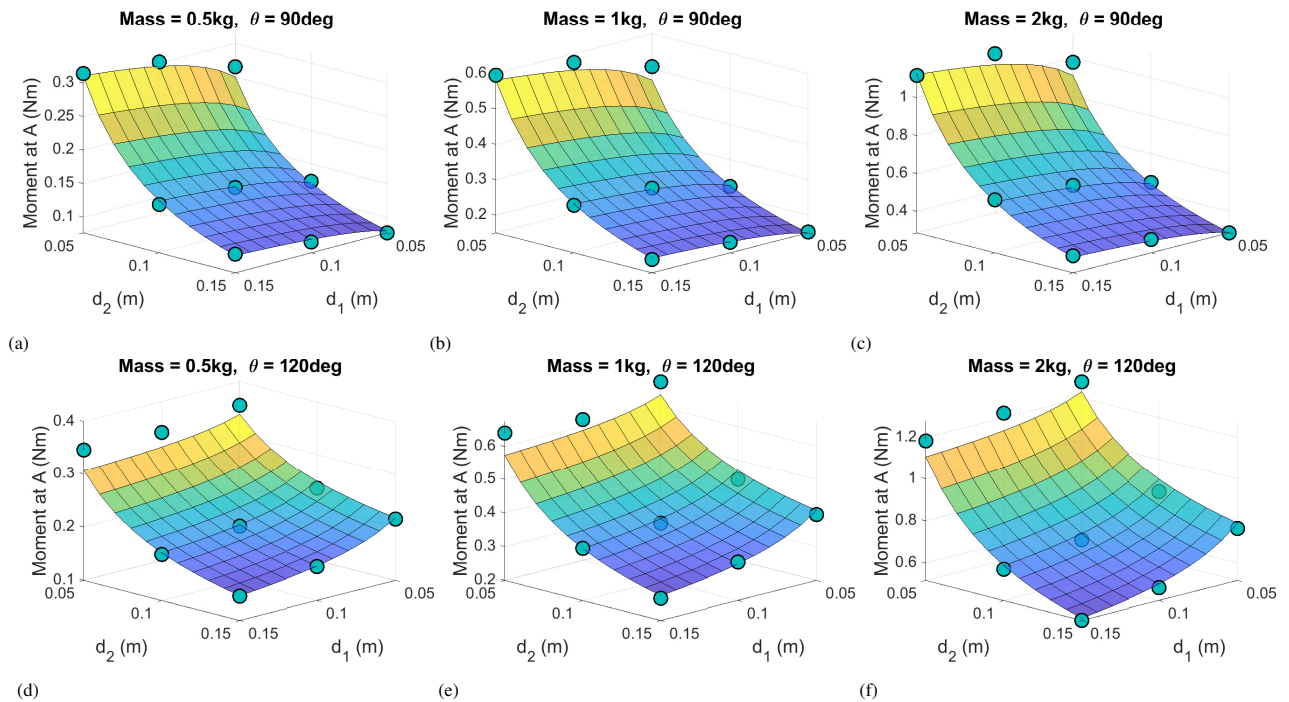 Mass = 0.5kg, θ = 90deg
Moment at A (Nm)
0.3
0.25
0.2
0.15
0.1
0.05
0.1
0.15
0.15
0.1
0.05
d2 (m)
d1 (m)
(a)
Mass = 1kg, θ = 90deg
Moment at A (Nm)
0.6
0.5
0.4
0.3
0.2
0.05
0.1
0.15
0.15
0.1
0.05
d2 (m)
d1 (m)
(b)
Mass = 2kg, θ = 90deg
Moment at A (Nm)
1
0.8
0.6
0.4
0.05
0.1
0.15
0.15
0.1
0.05
d2 (m)
d1 (m)
(c)
Mass = 0.5kg, θ = 120deg
Moment at A (Nm)
0.4
0.3
0.2
0.1
0.05
0.1
0.15
0.15
0.1
0.05
d2 (m)
d1 (m)
(d)
Mass = 1kg, θ = 120deg
Moment at A (Nm)
0.6
0.5
0.4
0.3
0.2
0.05
0.1
0.15
0.15
0.1
0.05
d2 (m)
d1 (m)
(e)
Mass = 2kg, θ = 120deg
Moment at A (Nm)
1.2
1
0.8
0.6
0.05
0.1
0.15
0.15
0.1
0.05
d2 (m)
d1 (m)
(f)